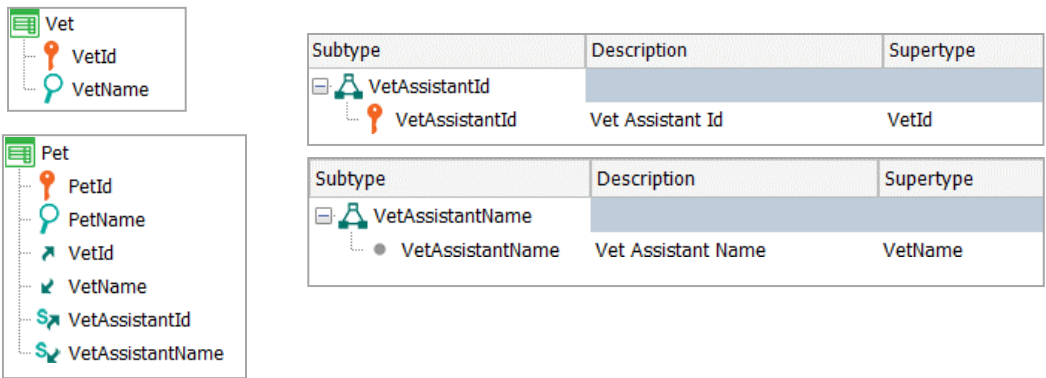 Vet
VetId
VetName
Pet
PetId
PetName
VetId
VetName
VetAssistantId
VetAssistantName
Subtype Description Supertype
VetAssistantId
VetAssistantId Vet Assistant Id VetId
Subtype Description Supertype
VetAssistantName
VetAssistantName Vet Assistant Name VetName